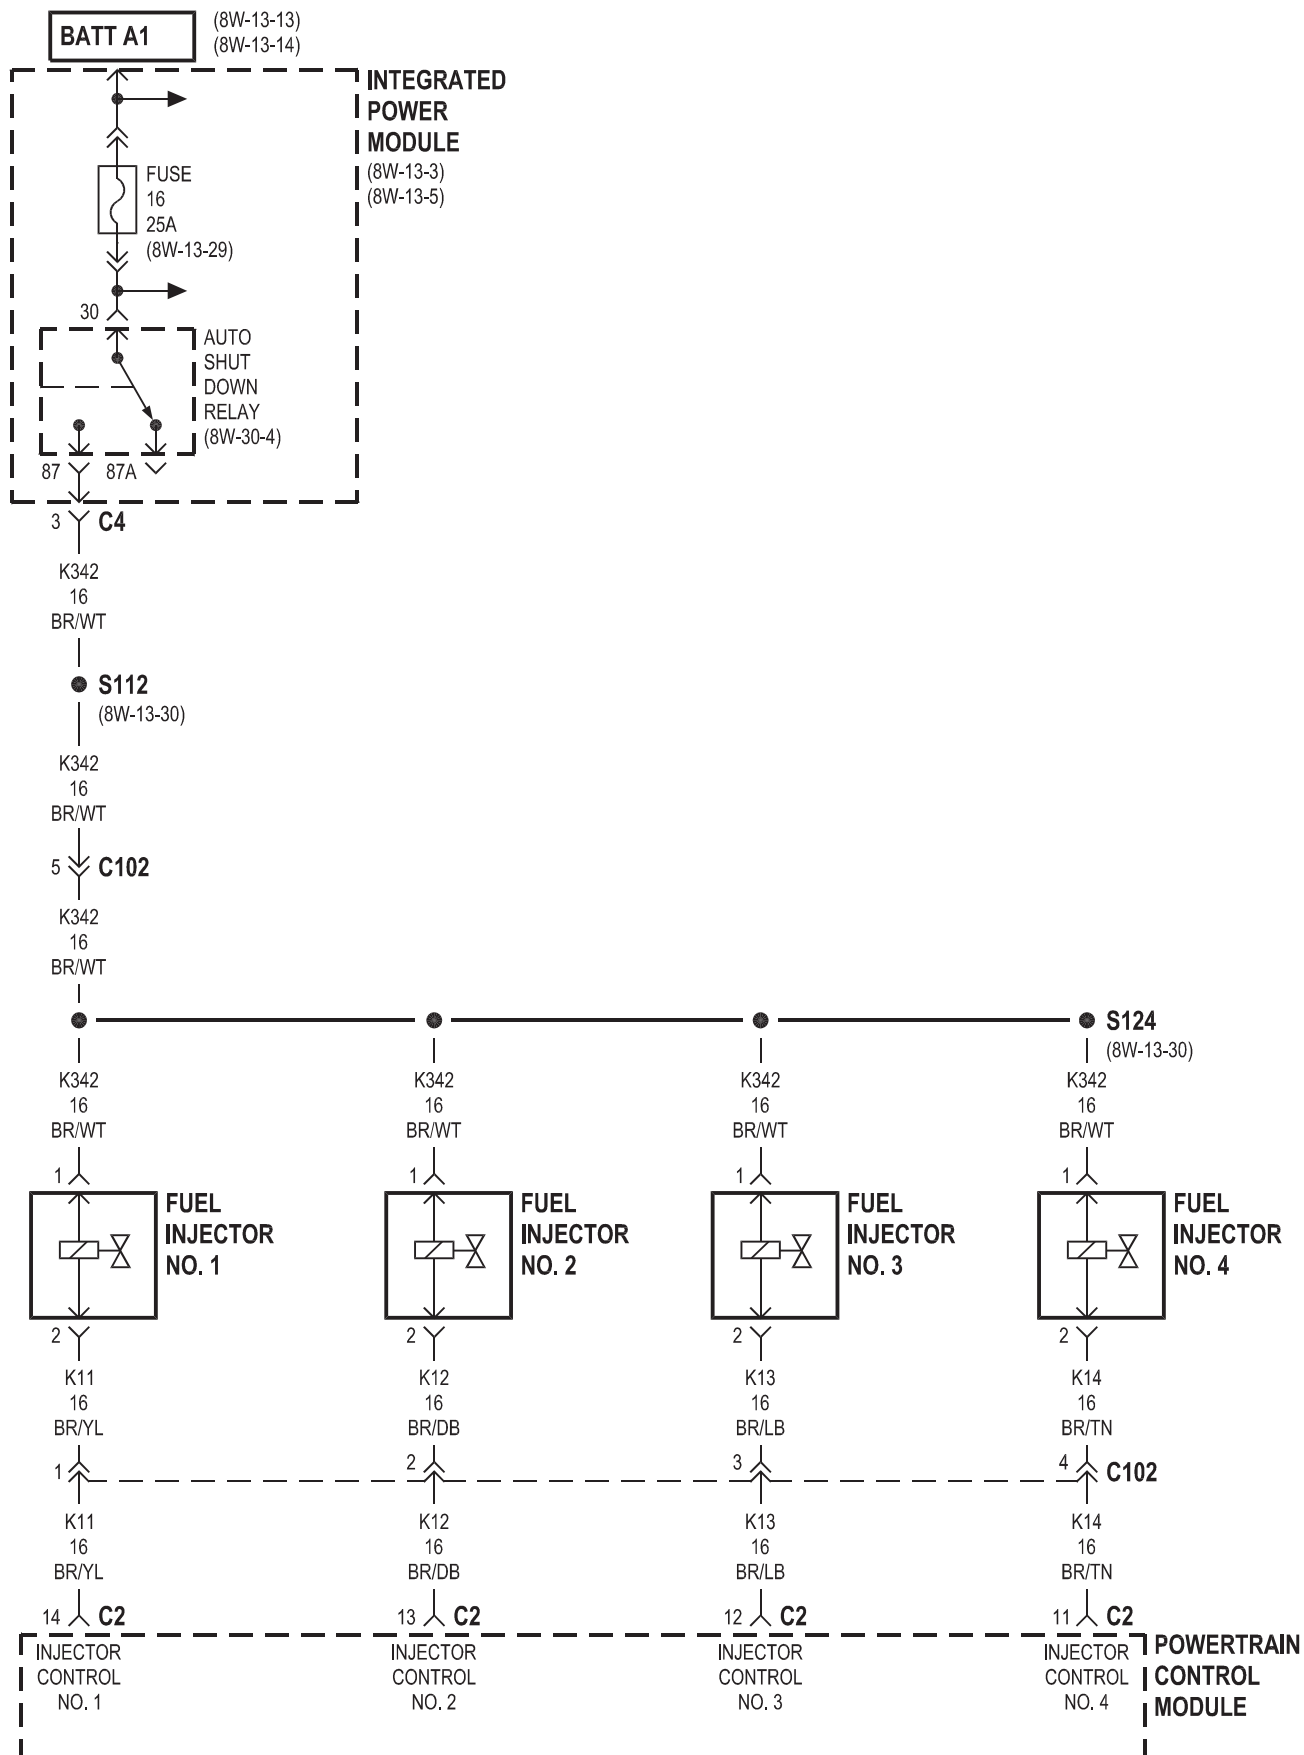 BATT A1
(8W-13-13)
(8W-13-14)
INTEGRATED
POWER
MODULE
(8W-13-3)
(8W-13-5)
FUSE
16
25A
(8W-13-29)
30
AUTO
SHUT
DOWN
RELAY
(8W-30-4)
87 87A
3 C4
K342
16
BR/WT
S112
(8W-13-30)
K342
16
BR/WT
5 C102
K342
16
BR/WT
S124
(8W-13-30)
K342 K342 K342 K342
16 16 16 16
BR/WT BR/WT BR/WT BR/WT
1 1 1 1
FUEL FUEL FUEL FUEL
INJECTOR INJECTOR INJECTOR INJECTOR
NO. 1 NO. 2 NO. 3 NO. 4
2 2 2 2
K11 K12 K13 K14
16 16 16 16
BR/YL BR/DB BR/LB BR/TN
1 2 3 4 C102
K11 K12 K13 K14
16 16 16 16
BR/YL BR/DB BR/LB BR/TN
14 C2 13 C2 12 C2 11 C2
INJECTOR INJECTOR INJECTOR INJECTOR
CONTROL CONTROL CONTROL CONTROL
NO. 1 NO. 2 NO. 3 NO. 4
POWERTRAIN
CONTROL
MODULE